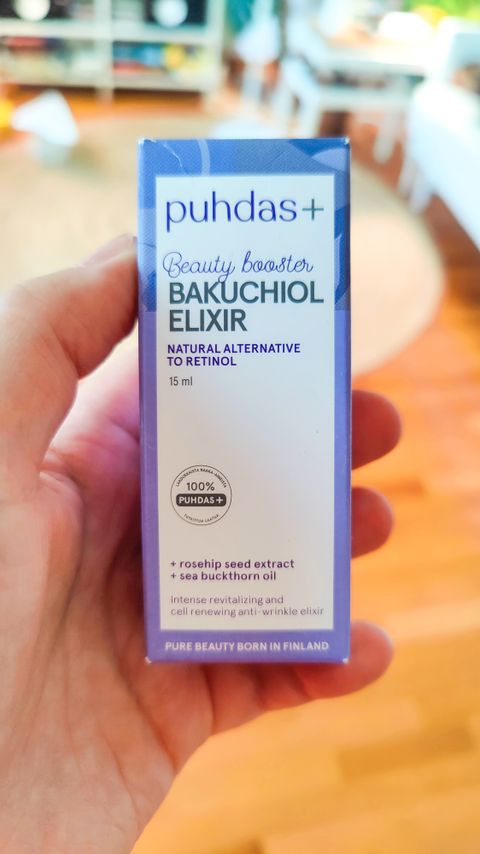 puhdas+
Beauty booster
BAKUCHIOL
ELIXIR
NATURAL ALTERNATIVE
TO RETINOL
15 ml
100%
PUHDAS+
+ rosehip seed extract
+ sea buckthorn oil
Intense revitalizing and
cell renewing anti-wrinkle elixir
PURE BEAUTY BORN IN FINLAND